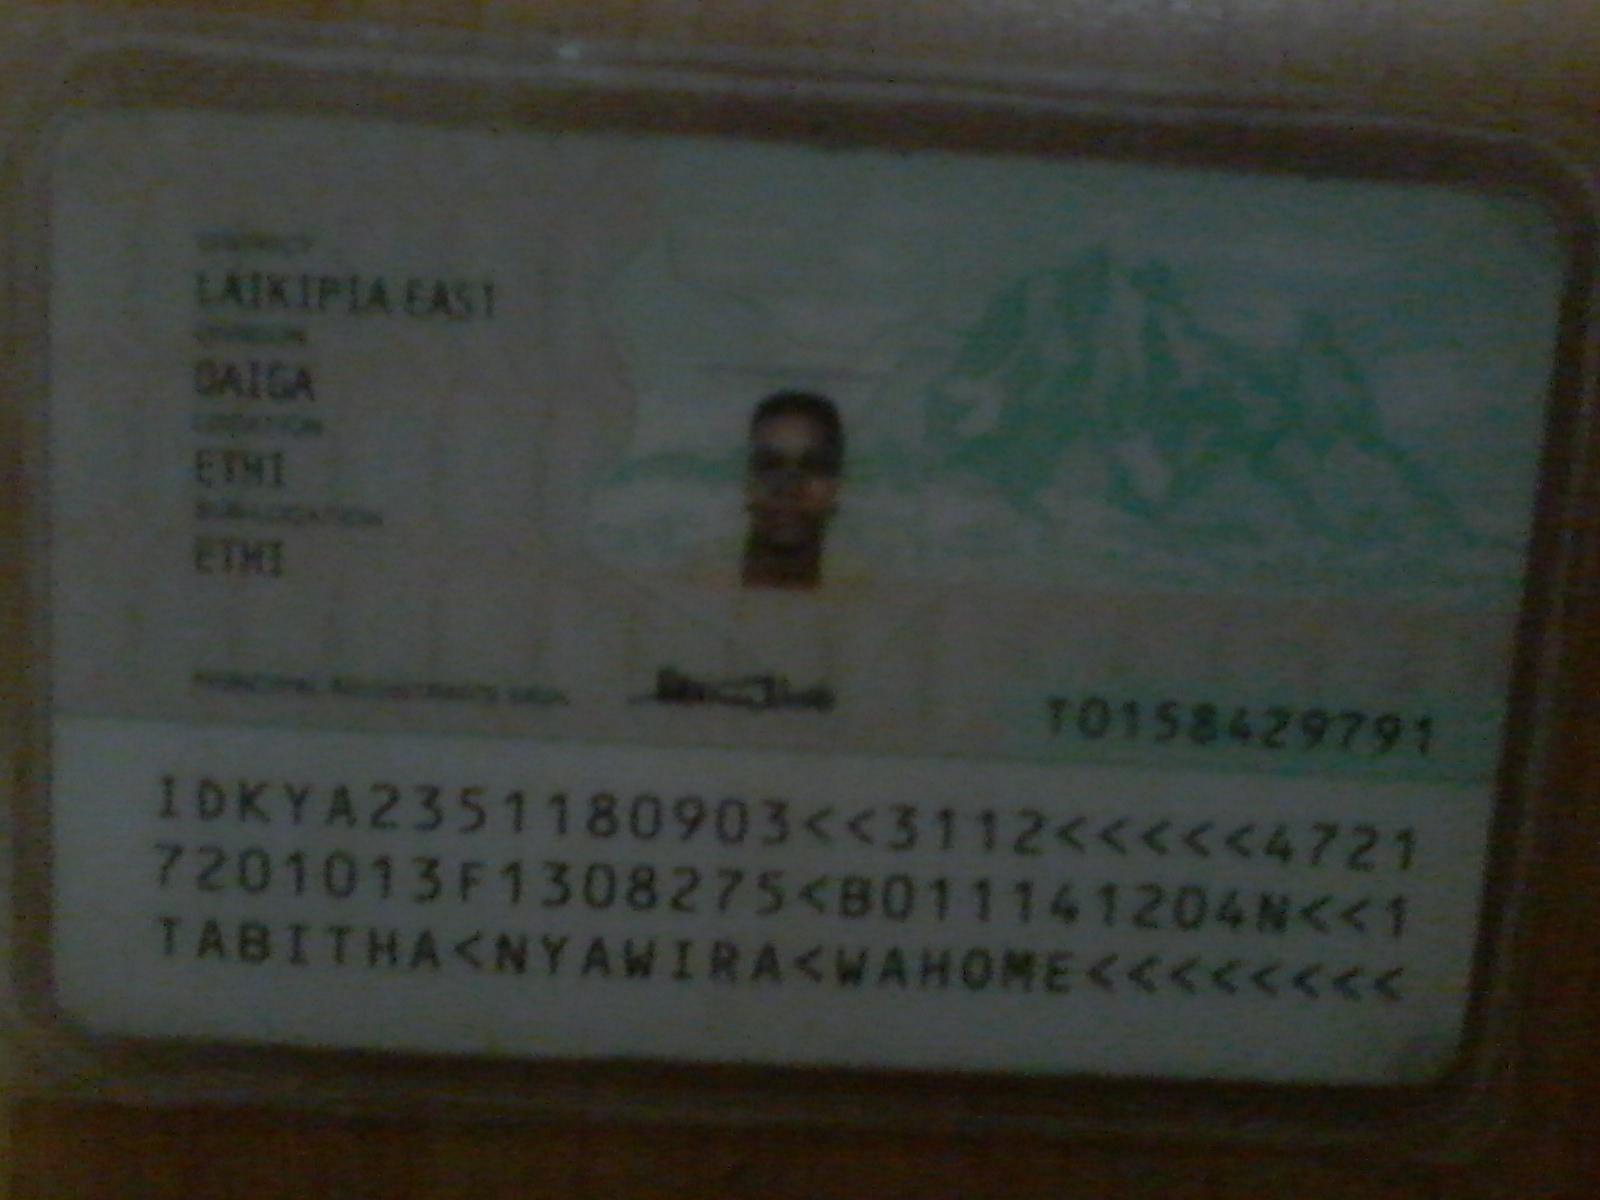 DISTRICT
LAIKIPIA EAST
DIVISION
DAIGA
LOCATION
ETHI
SUB-LOCATION
ETHI
PRINCIPAL REGISTRAR'S SIGN.
T0158429791
IDKYA2351180903<<3112<<<<<4721
7201013F1308275<B011141204N<<1
TABITHA<NYAWIRA<WAHOME<<<<<<<<